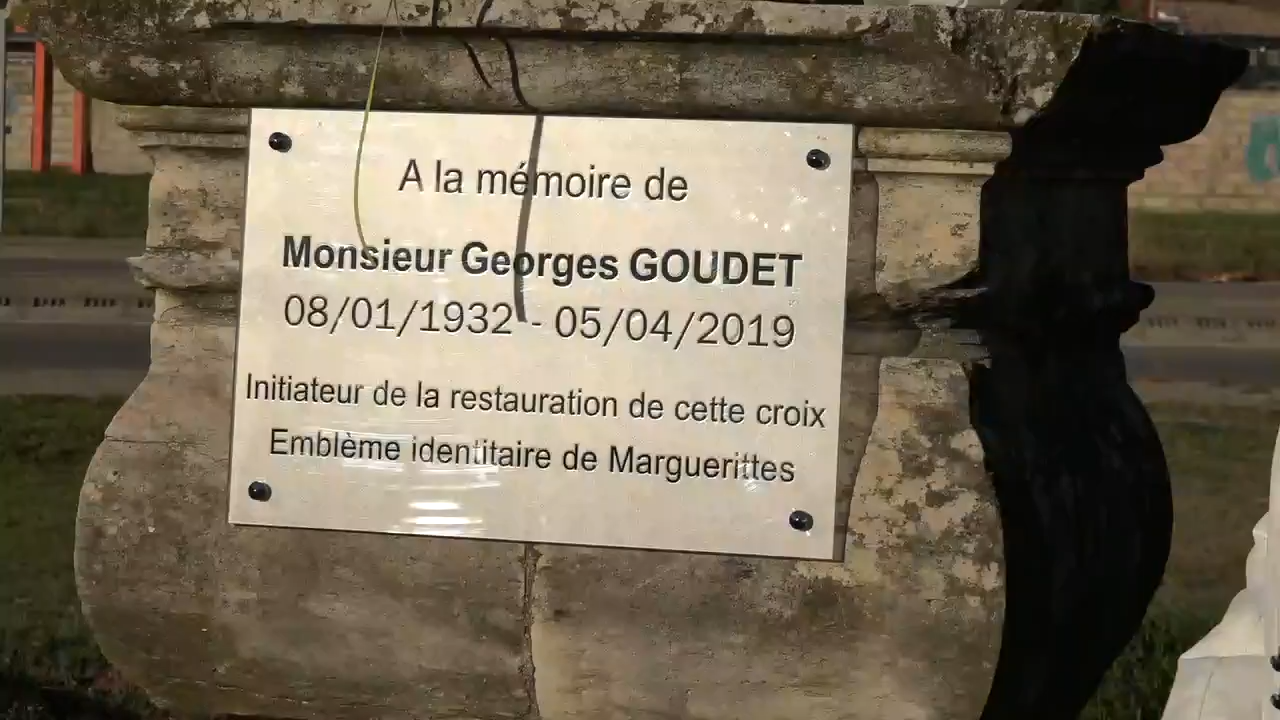 A la mémoire de
Monsieur Georges GOUDET
08/01/1932 - 05/04/2019
Initiateur de la restauration de cette croix
Emblème identitaire de Marguerittes